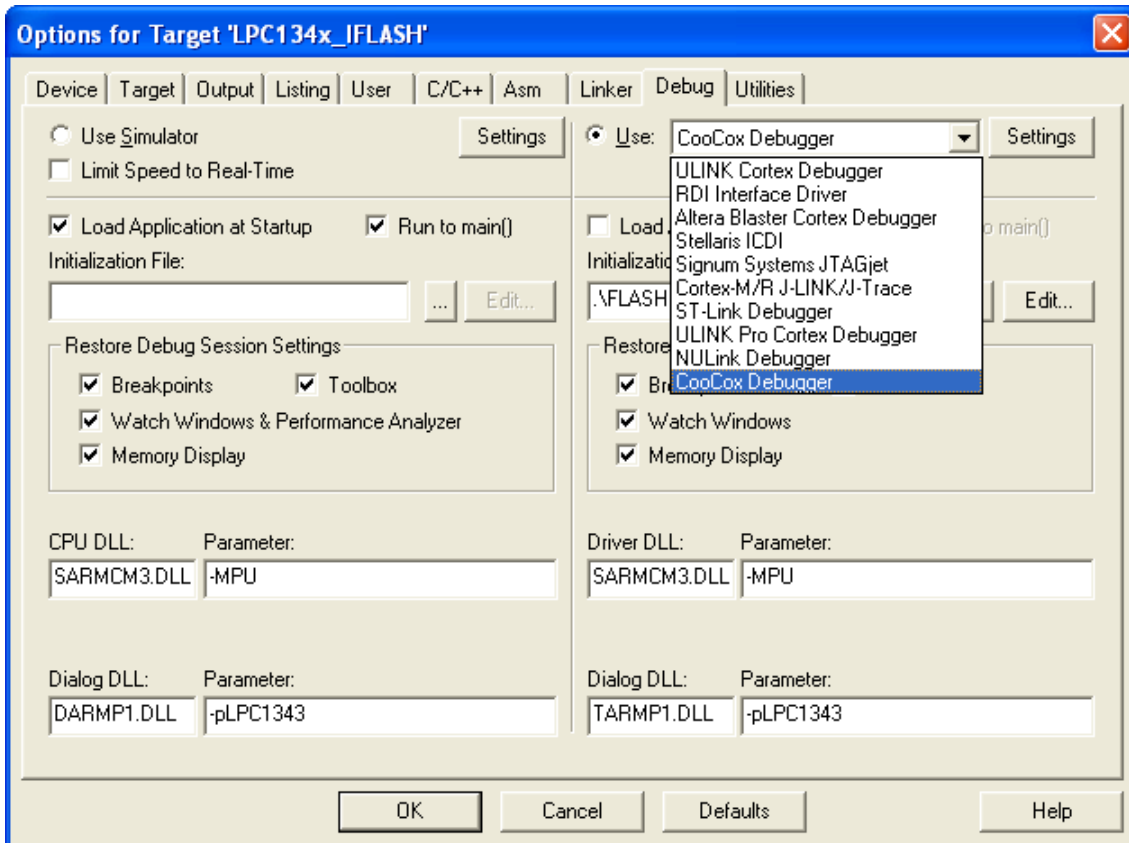 Options for Target 'LPC134x_IFLASH'
Device Target Output Listing User C/C++ Asm Linker Debug Utilities
Use Simulator Settings
Limit Speed to Real-Time
Use: CooCox Debugger Settings
ULINK Cortex Debugger
RDI Interface Driver
Altera Blaster Cortex Debugger
Stellaris ICDI
Signum Systems JTAGjet
Cortex-M/R J-LINK/J-Trace
ST-Link Debugger
ULINK Pro Cortex Debugger
NULink Debugger
CooCox Debugger
Load Application at Startup Run to main()
Initialization File:
... Edit...
Restore Debug Session Settings
Breakpoints Toolbox
Watch Windows & Performance Analyzer
Memory Display
CPU DLL: Parameter:
SARMCM3.DLL -MPU
Dialog DLL: Parameter:
DARMP1.DLL -pLPC1343
Load main()
.\FLASH Edit...
Restore
Watch Windows
Memory Display
Driver DLL: Parameter:
SARMCM3.DLL -MPU
Dialog DLL: Parameter:
TARMP1.DLL -pLPC1343
OK Cancel Defaults Help